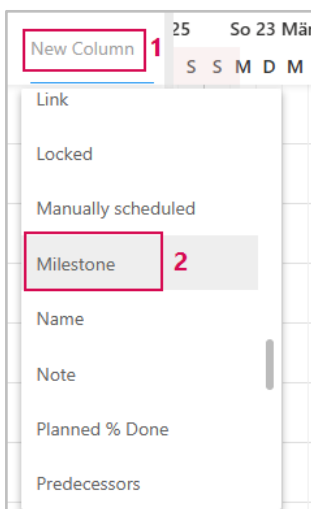 25 So 23 Mär
New Column 1
S S M D M
Link
Locked
Manually scheduled
Milestone 2
Name
Note
Planned % Done
Predecessors